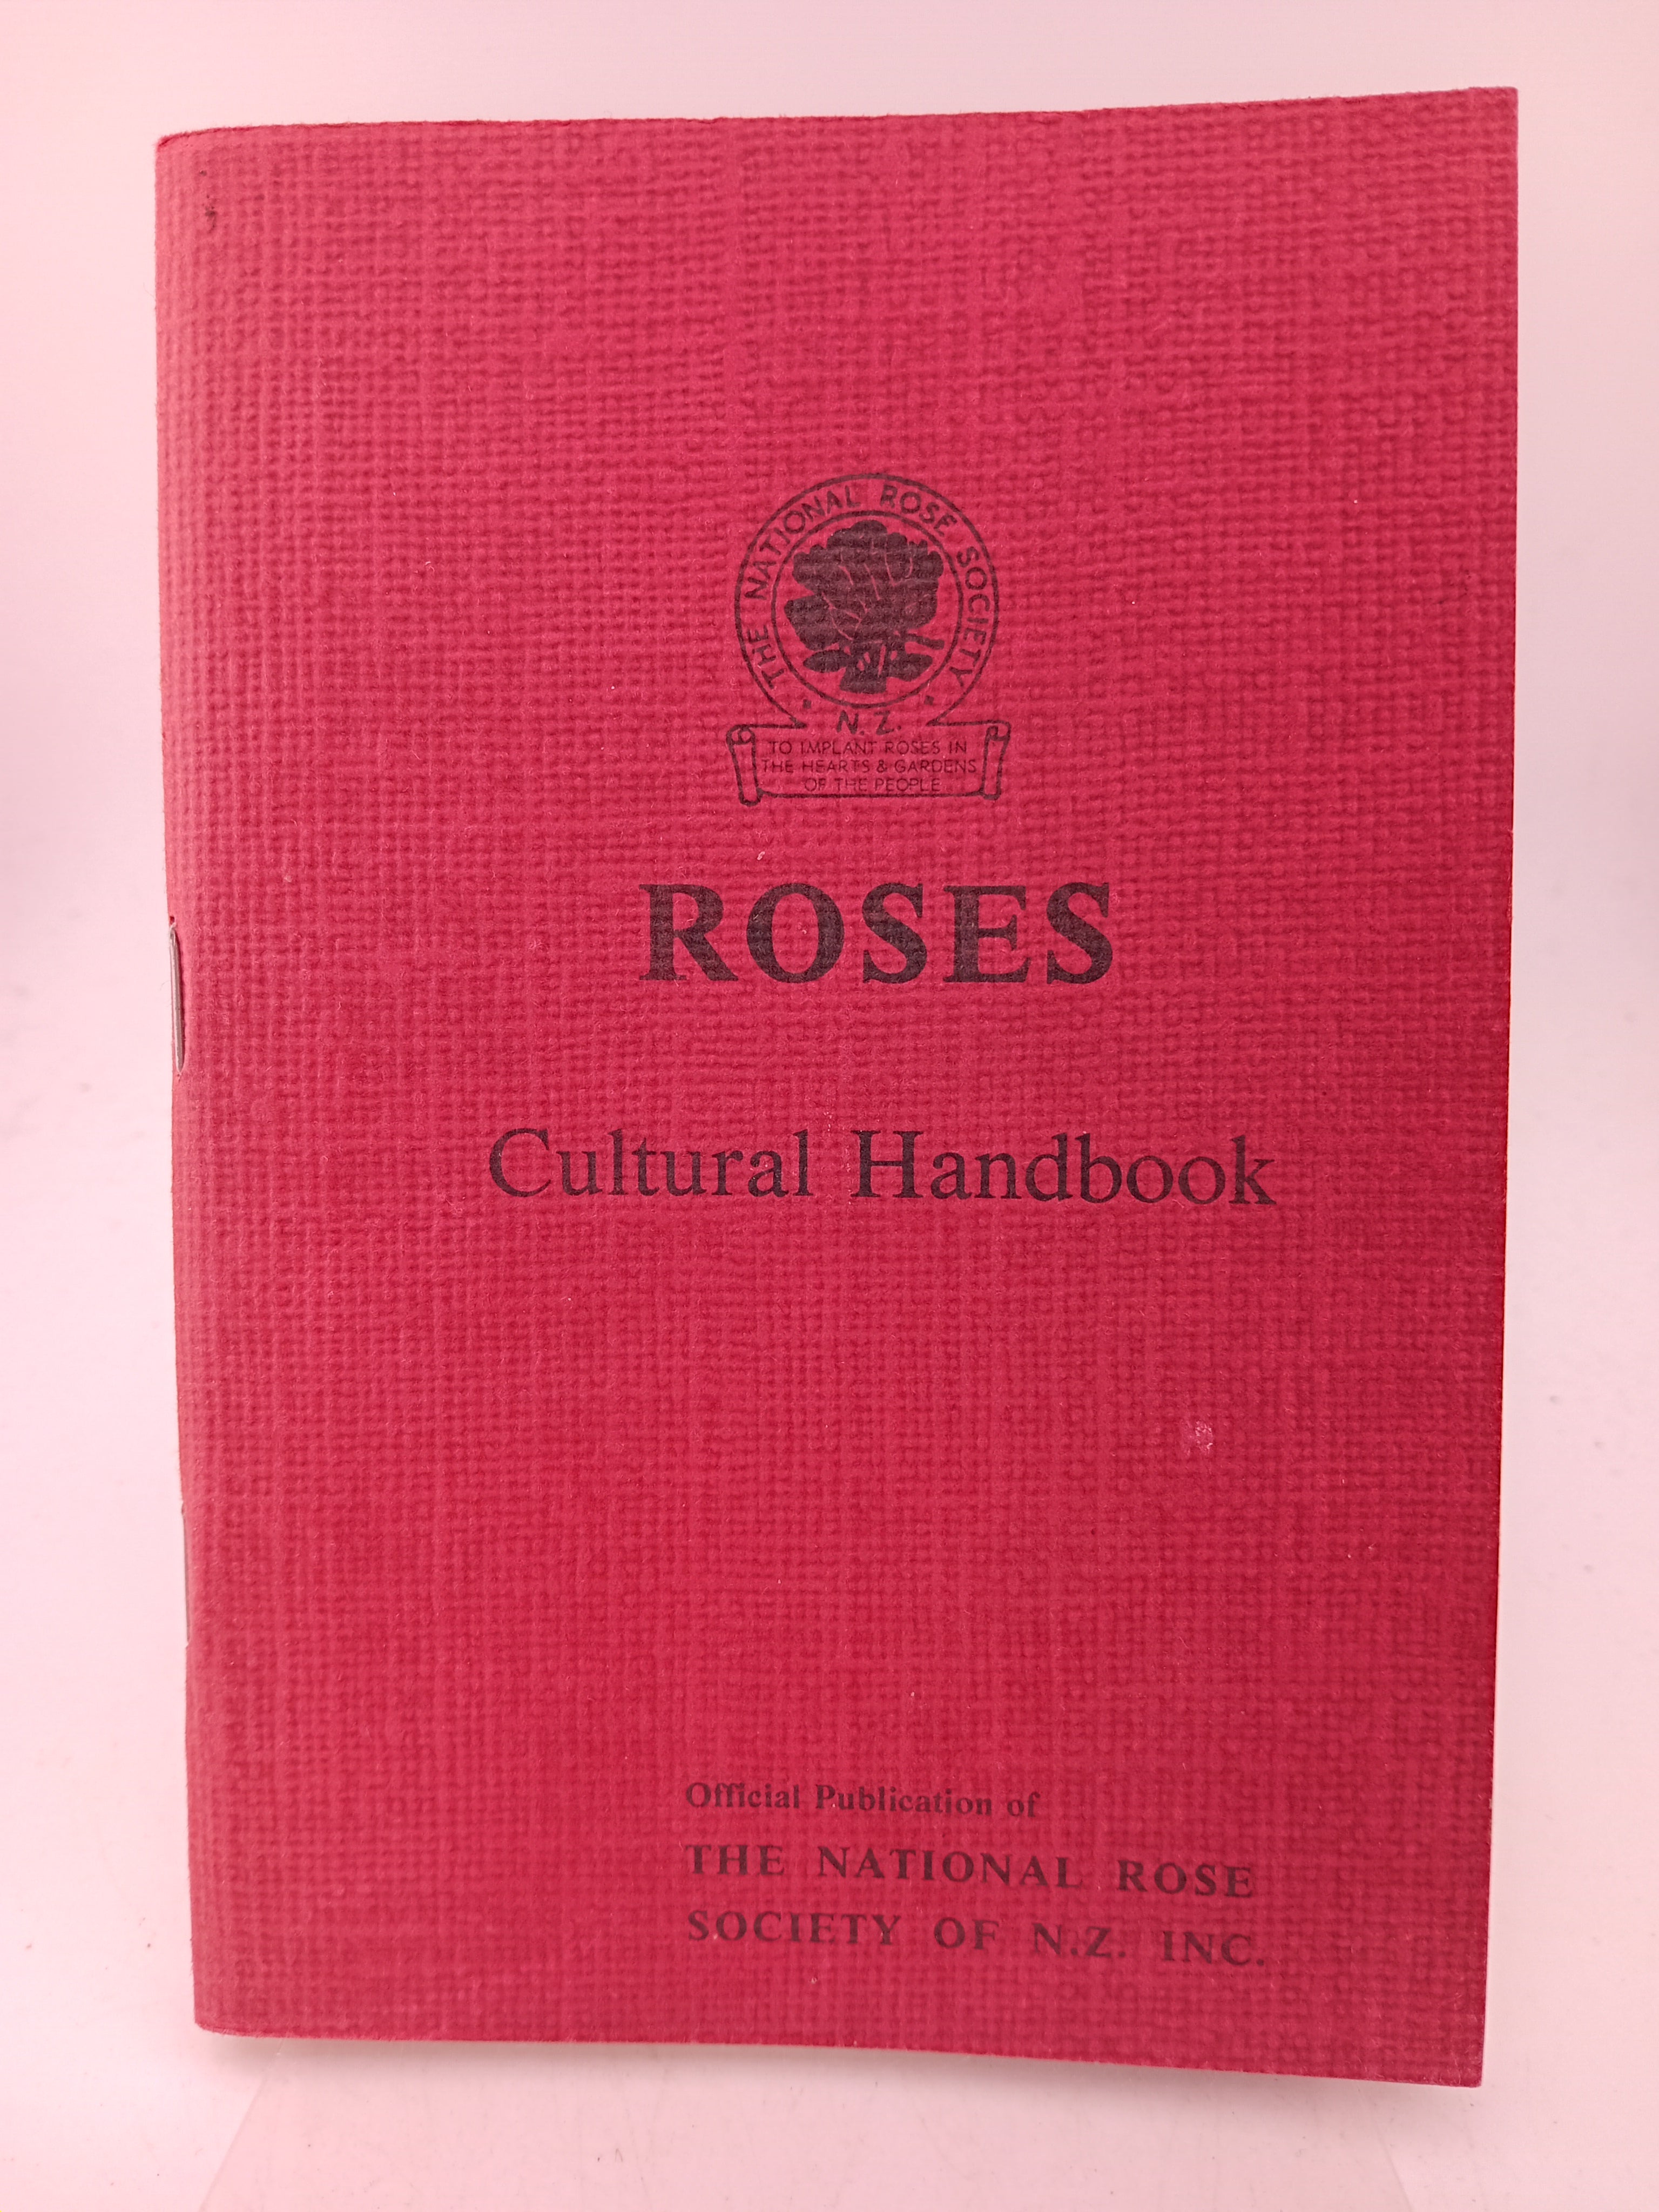 THE NATIONAL ROSE SOCIETY
N.Z.
TO IMPLANT ROSES IN
THE HEARTS & GARDENS
OF THE PEOPLE
ROSES
Cultural Handbook
Official Publication of
THE NATIONAL ROSE
SOCIETY OF N.Z. INC.